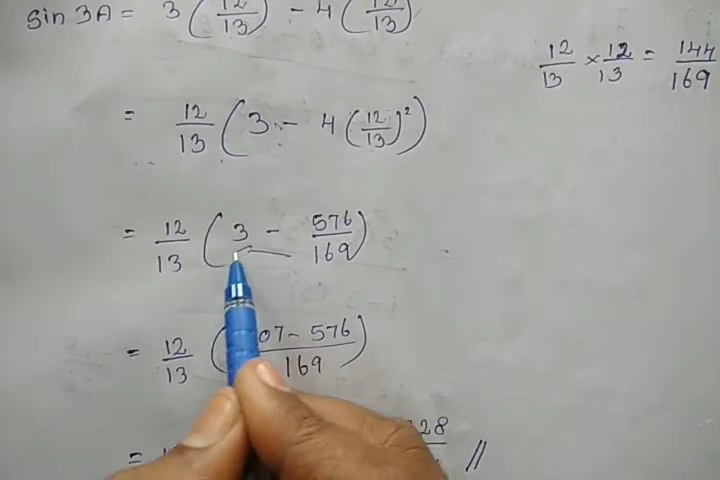 sin 3A = 3(12/13) - 4(12/13)
12/13 × 12/13 = 144/169
= 12/13 (3 - 4(12/13)²)
= 12/13 (3 - 576/169)
= 12/13 (07 - 576/169)
= 28 //